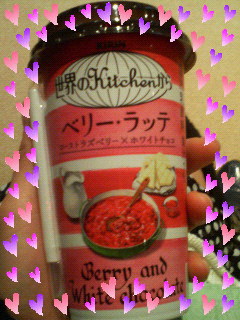 世界のKitchenから
ベリー・ラッテ
ラズベリー×ホワイトチョコ
Berry and
White chocolate